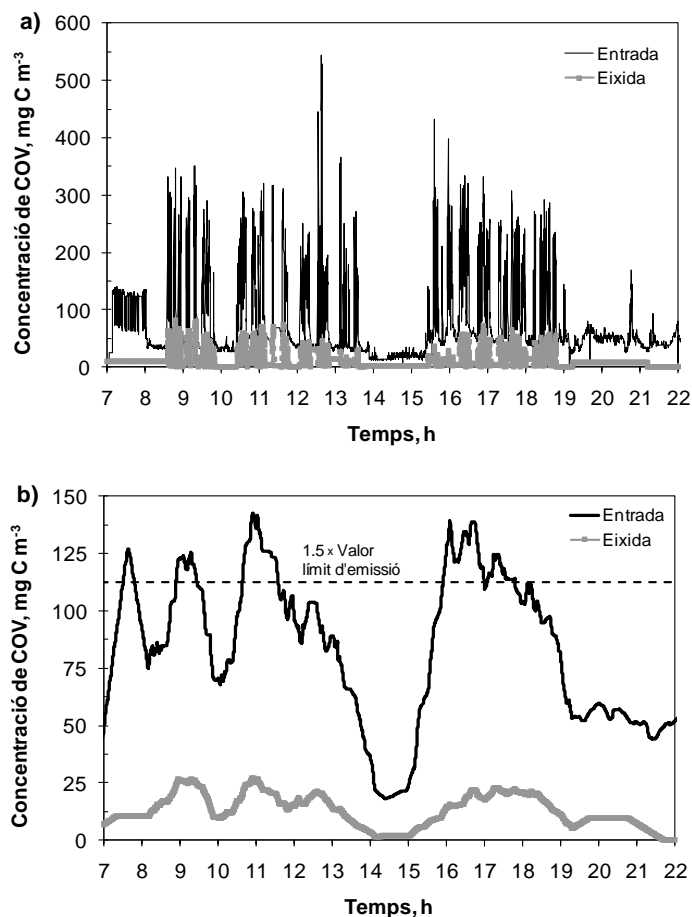 a)
600
500
400
300
200
100
0
Concentració de COV, mg C m-3
Entrada
Eixida
7 8 9 10 11 12 13 14 15 16 17 18 19 20 21 22
Temps, h
b)
150
125
100
75
50
25
0
Concentració de COV, mg C m-3
Entrada
Eixida
1.5 x Valor
límit d'emissió
7 8 9 10 11 12 13 14 15 16 17 18 19 20 21 22
Temps, h